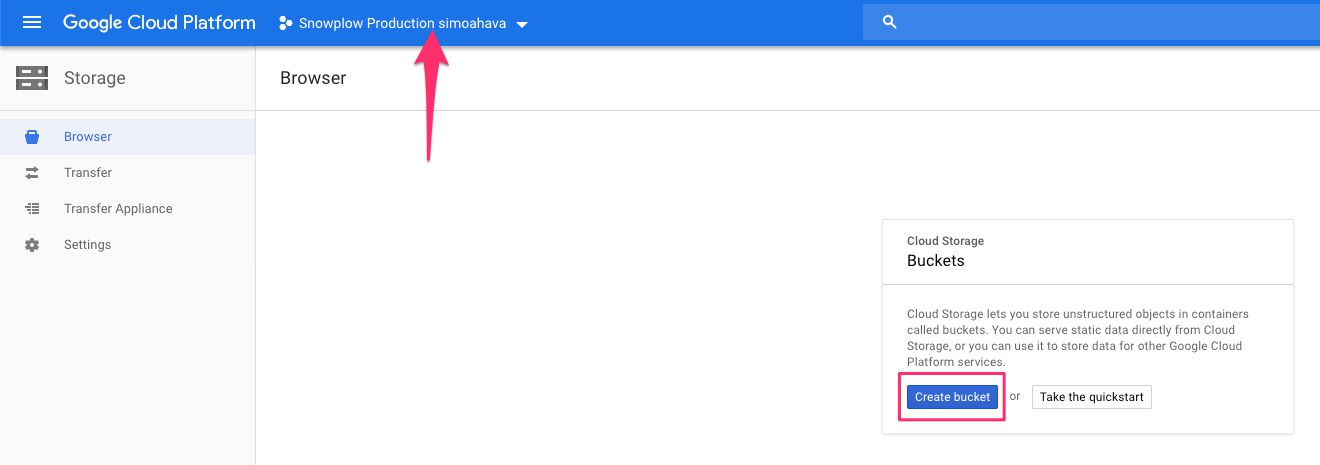 Google Cloud Platform
Snowplow Production simoahava
Storage
Browser
Browser
Transfer
Transfer Appliance
Settings
Cloud Storage
Buckets
Cloud Storage lets you store unstructured objects in containers
called buckets. You can serve static data directly from Cloud
Storage, or you can use it to store data for other Google Cloud
Platform services.
Create bucket or Take the quickstart